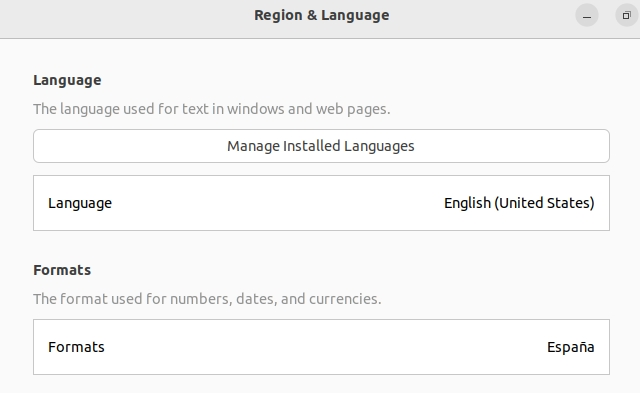 Region & Language
Language
The language used for text in windows and web pages.
Manage Installed Languages
Language English (United States)
Formats
The format used for numbers, dates, and currencies.
Formats España